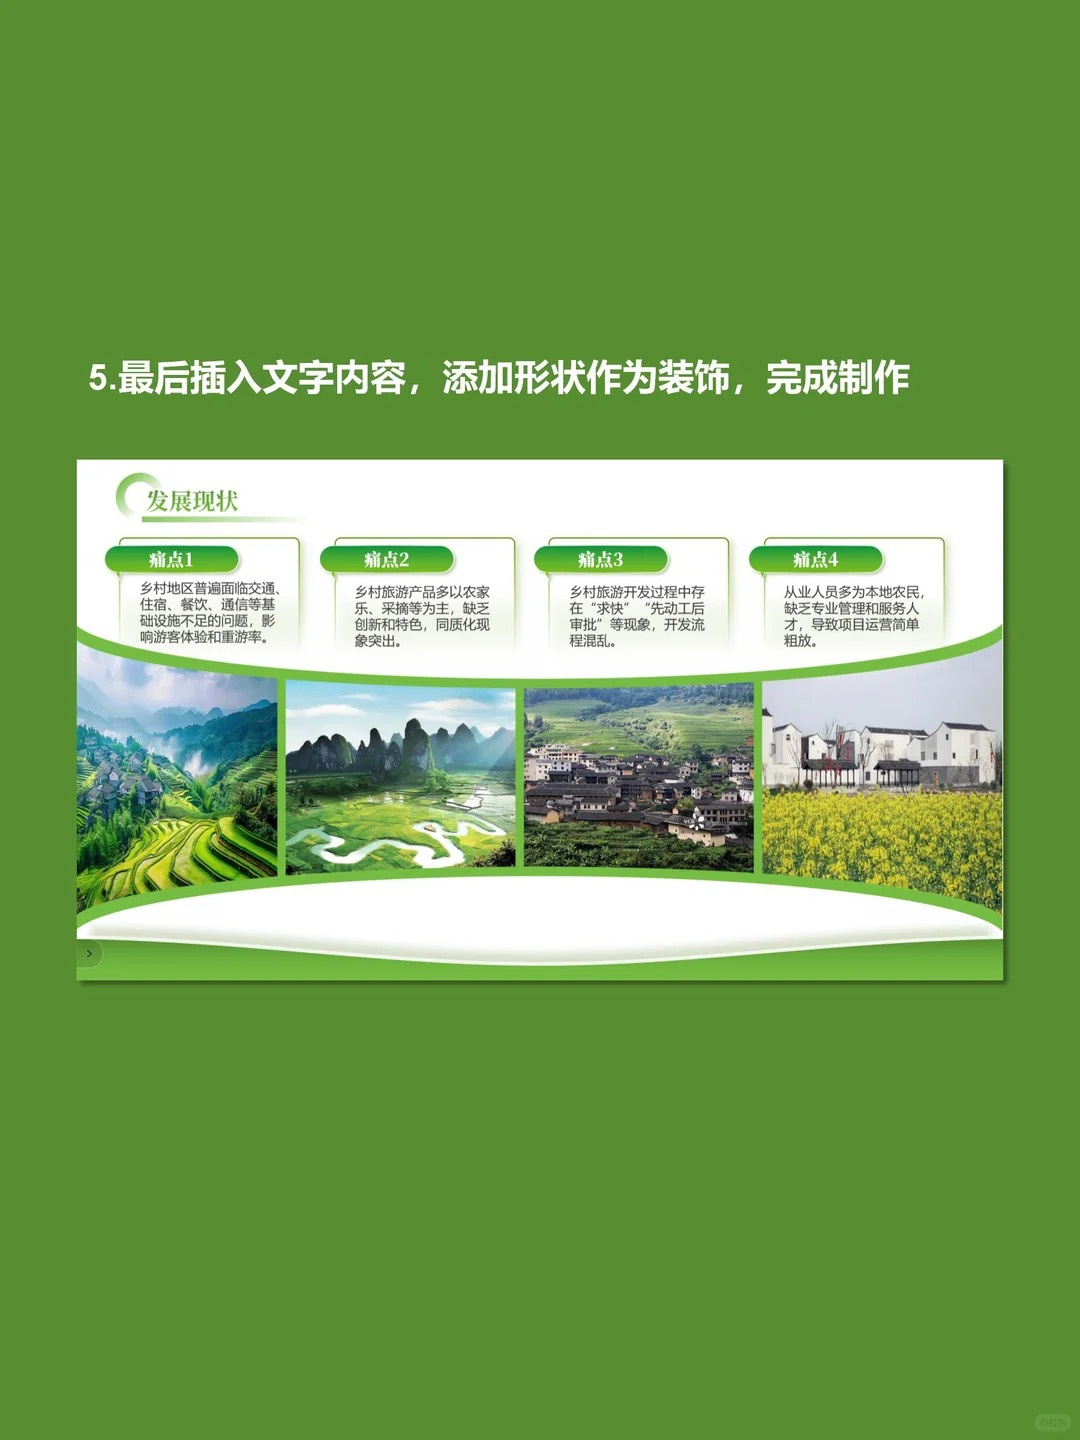 5.最后插入文字内容，添加形状作为装饰，完成制作
发展现状
痛点1
乡村地区普遍面临交通、
住宿、餐饮、通信等基
础设施不足的问题，影
响游客体验和重游率。
痛点2
乡村旅游产品多以农家
乐、采摘等为主，缺乏
创新和特色，同质化现
象突出。
痛点3
乡村旅游开发过程中存
在“求快”“先动工后
审批”等现象，开发流
程混乱。
痛点4
从业人员多为本地农民，
缺乏专业管理和服务人
才，导致项目运营简单
粗放。
小红书